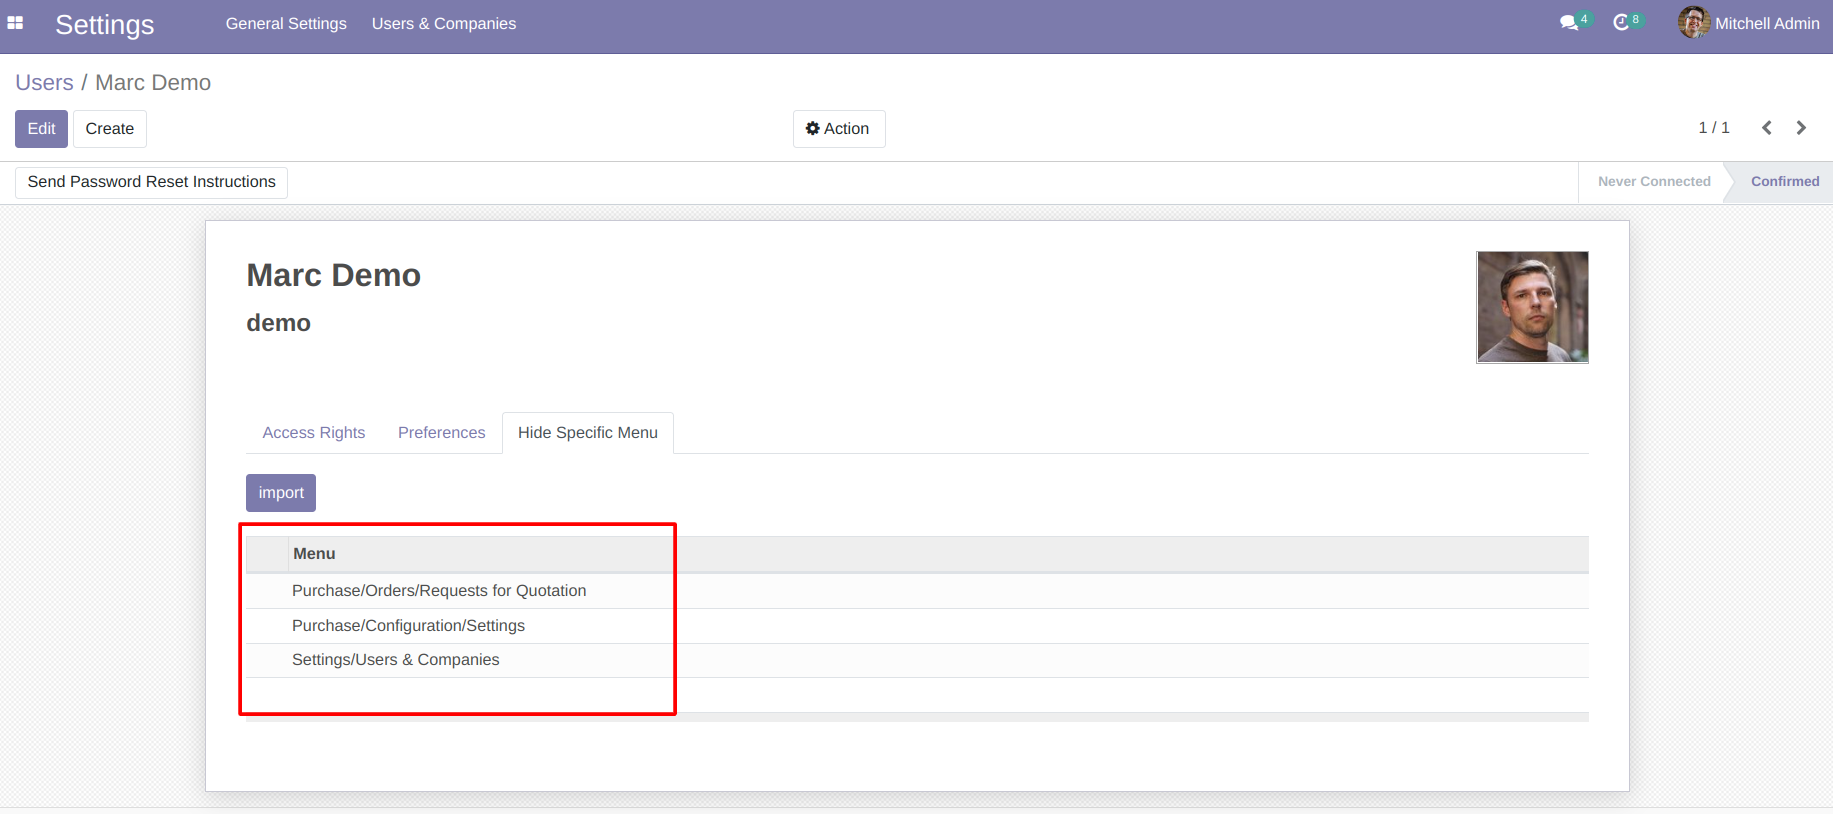 Settings General Settings Users & Companies 4 8 Mitchell Admin
Users / Marc Demo
Edit Create Action 1 / 1
Send Password Reset Instructions Never Connected Confirmed
Marc Demo
demo
Access Rights Preferences Hide Specific Menu
import
Menu
Purchase/Orders/Requests for Quotation
Purchase/Configuration/Settings
Settings/Users & Companies